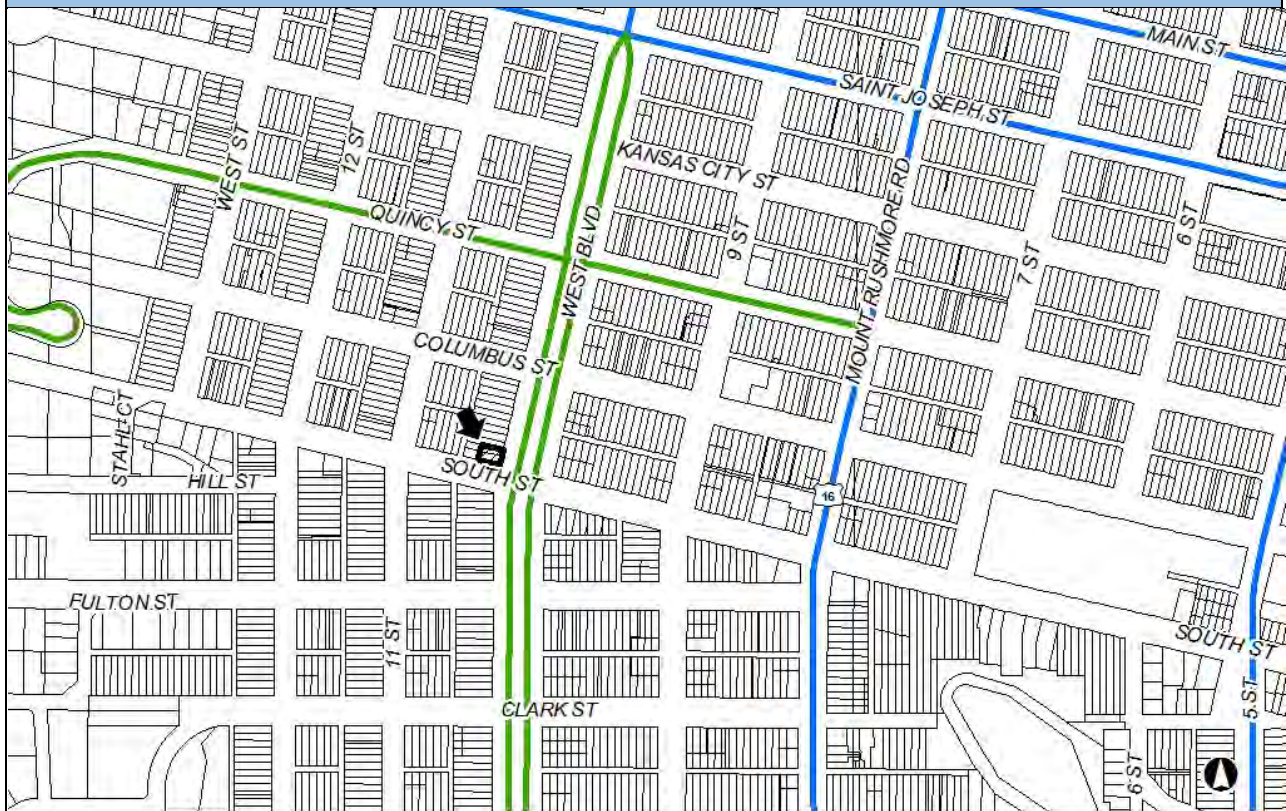 MAIN ST
SAINT JOSEPH ST
WEST ST
12 ST
KANSAS CITY ST
QUINCY ST
WEST BLVD
9 ST
MOUNT RUSHMORE RD
7 ST
6 ST
COLUMBUS ST
STAHL CT
HILL ST
SOUTH ST
16
FULTON ST
11 ST
SOUTH ST
CLARK ST
5 ST
6 ST